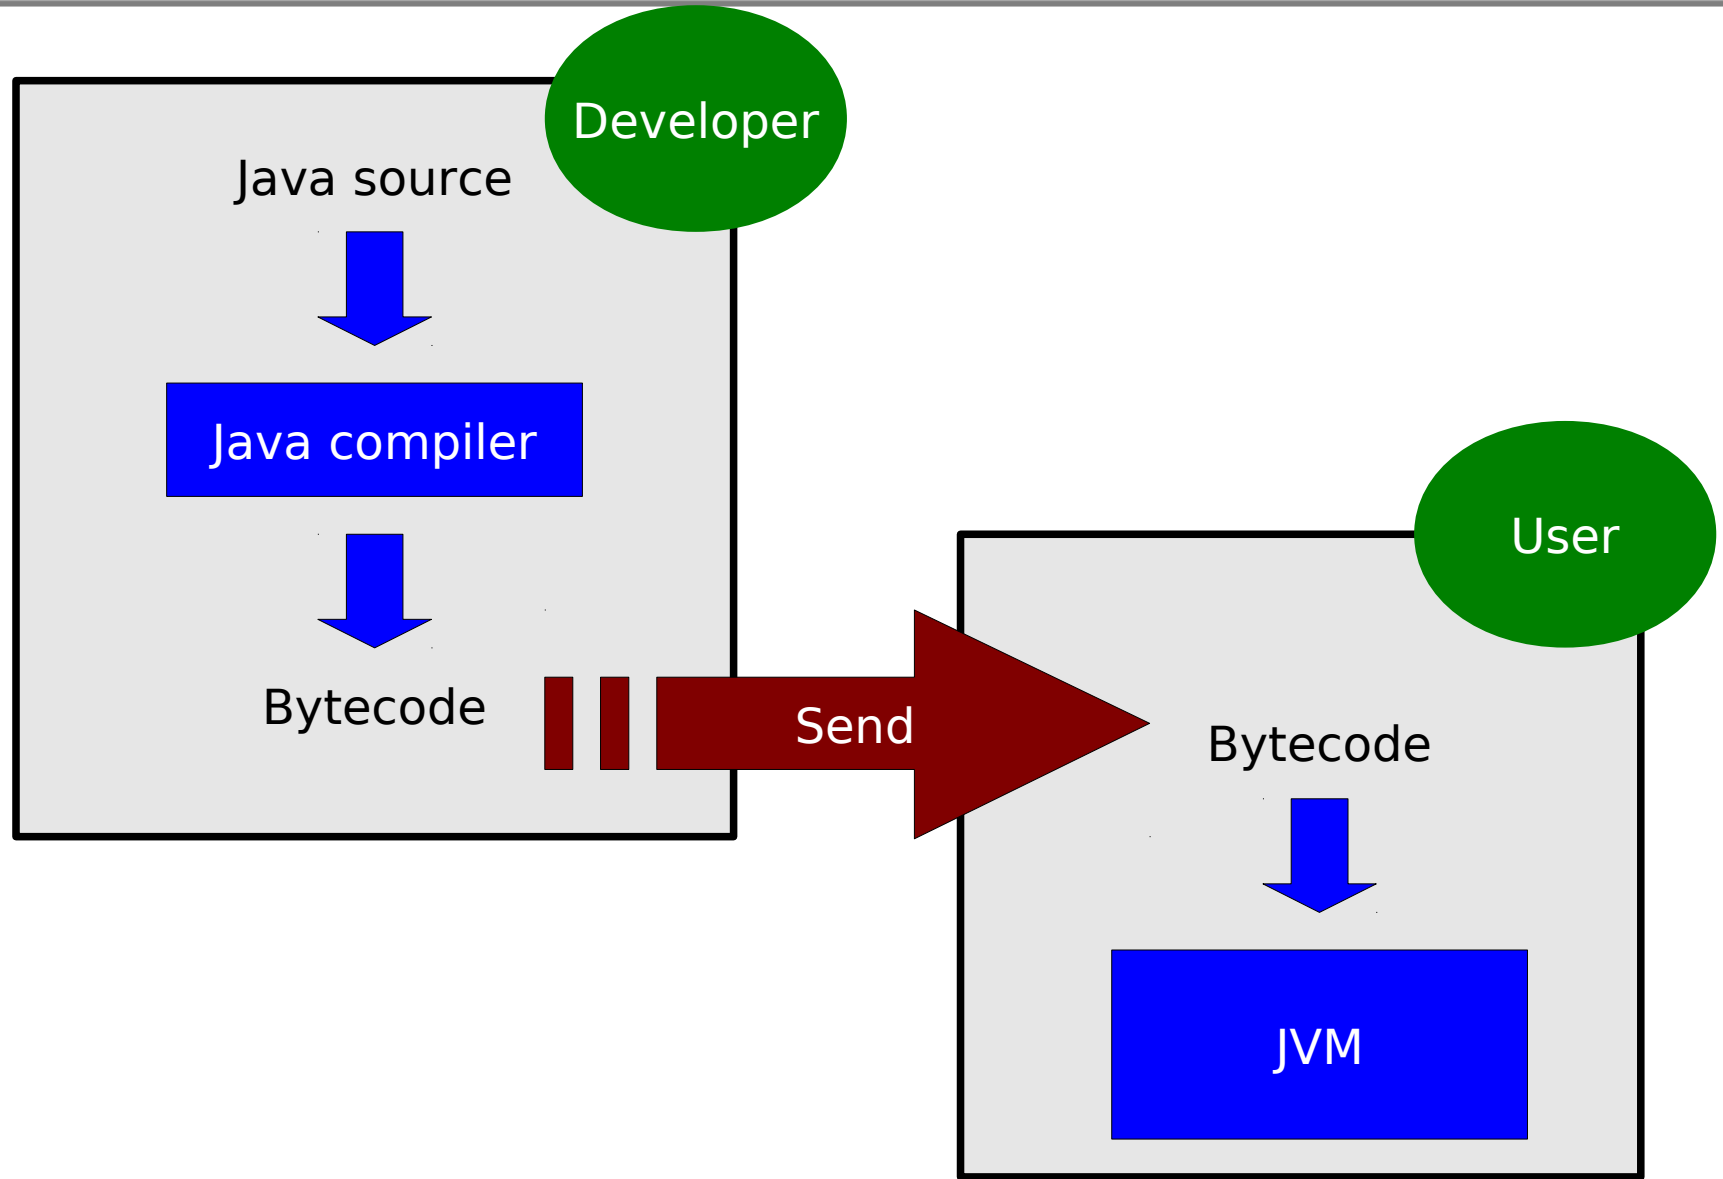 Developer
Java source
Java compiler
Bytecode
Send
User
Bytecode
JVM